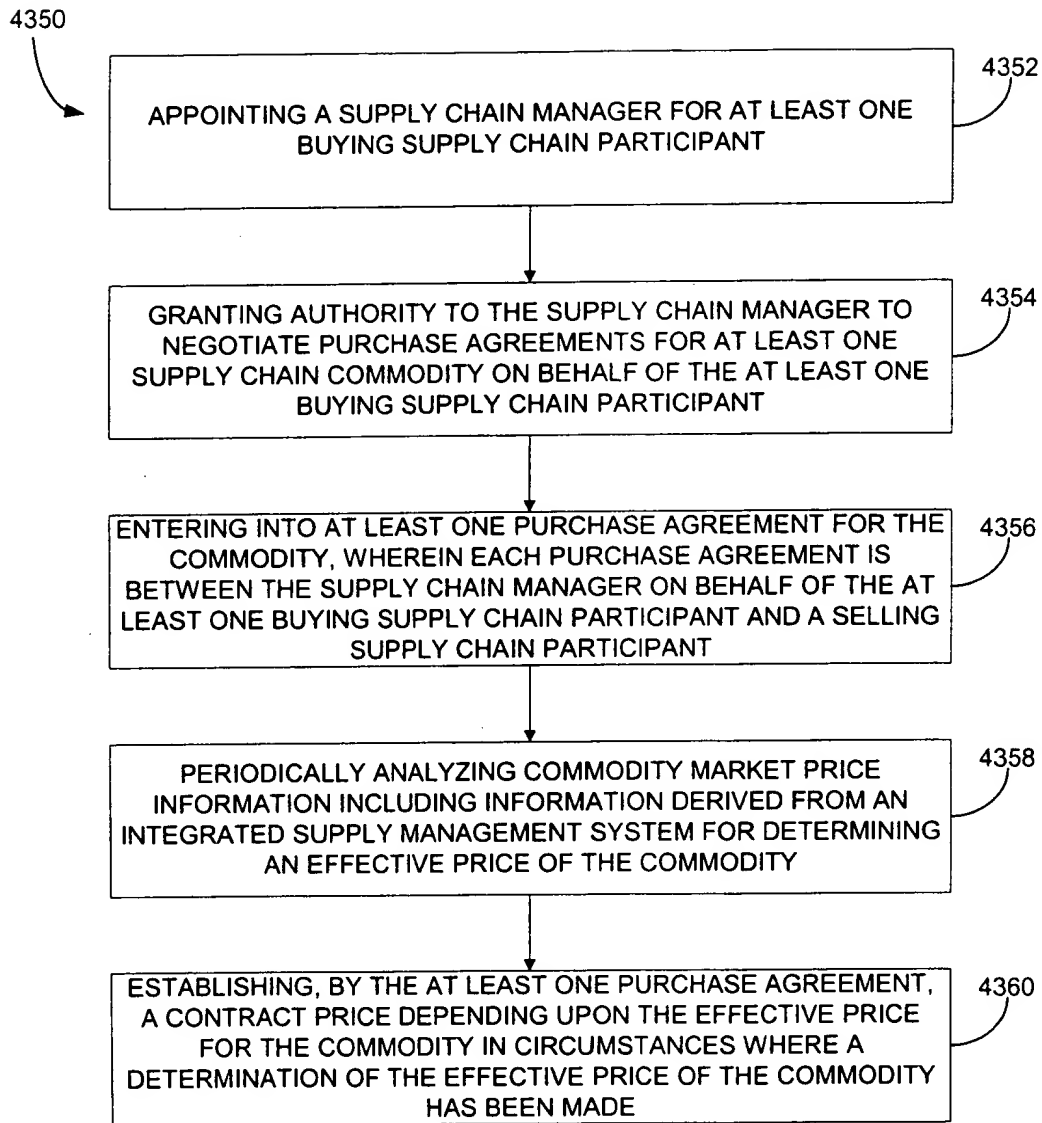 4350
4352
APPOINTING A SUPPLY CHAIN MANAGER FOR AT LEAST ONE
BUYING SUPPLY CHAIN PARTICIPANT
4354
GRANTING AUTHORITY TO THE SUPPLY CHAIN MANAGER TO
NEGOTIATE PURCHASE AGREEMENTS FOR AT LEAST ONE
SUPPLY CHAIN COMMODITY ON BEHALF OF THE AT LEAST ONE
BUYING SUPPLY CHAIN PARTICIPANT
4356
ENTERING INTO AT LEAST ONE PURCHASE AGREEMENT FOR THE
COMMODITY, WHEREIN EACH PURCHASE AGREEMENT IS
BETWEEN THE SUPPLY CHAIN MANAGER ON BEHALF OF THE AT
LEAST ONE BUYING SUPPLY CHAIN PARTICIPANT AND A SELLING
SUPPLY CHAIN PARTICIPANT
4358
PERIODICALLY ANALYZING COMMODITY MARKET PRICE
INFORMATION INCLUDING INFORMATION DERIVED FROM AN
INTEGRATED SUPPLY MANAGEMENT SYSTEM FOR DETERMINING
AN EFFECTIVE PRICE OF THE COMMODITY
4360
ESTABLISHING, BY THE AT LEAST ONE PURCHASE AGREEMENT,
A CONTRACT PRICE DEPENDING UPON THE EFFECTIVE PRICE
FOR THE COMMODITY IN CIRCUMSTANCES WHERE A
DETERMINATION OF THE EFFECTIVE PRICE OF THE COMMODITY
HAS BEEN MADE